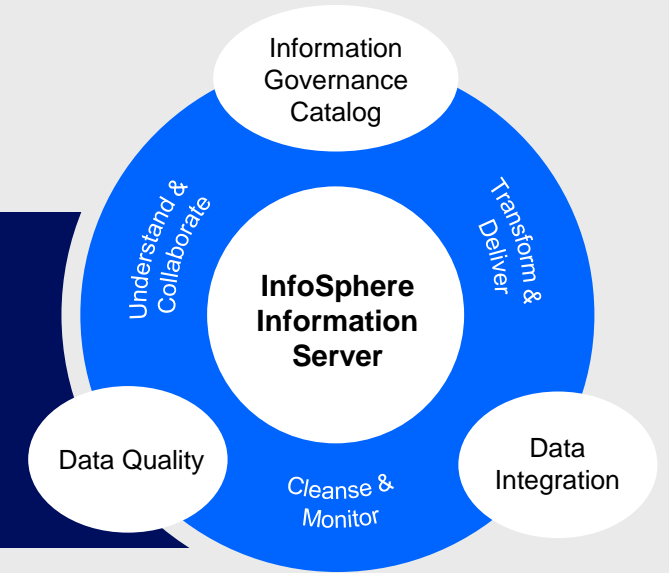 Information
Governance
Catalog
Understand &
Collaborate
Transform &
Deliver
InfoSphere
Information
Server
Data Quality
Cleanse &
Monitor
Data
Integration